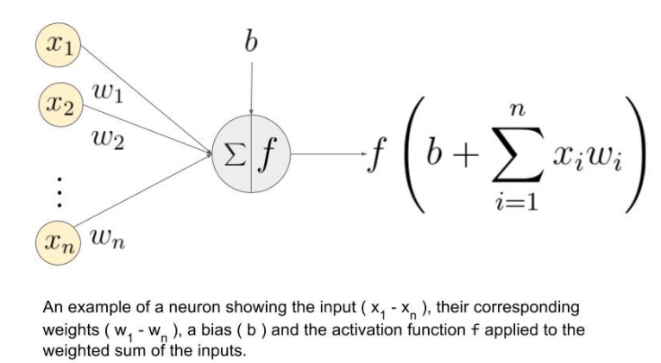 x₁
b
x₂ w₁
w₂
Σ f f ( b + ∑ xᵢwᵢ )
n
i=1
⋮
xₙ wₙ
An example of a neuron showing the input ( x₁ - xₙ ), their corresponding
weights ( w₁ - wₙ ), a bias ( b ) and the activation function f applied to the
weighted sum of the inputs.